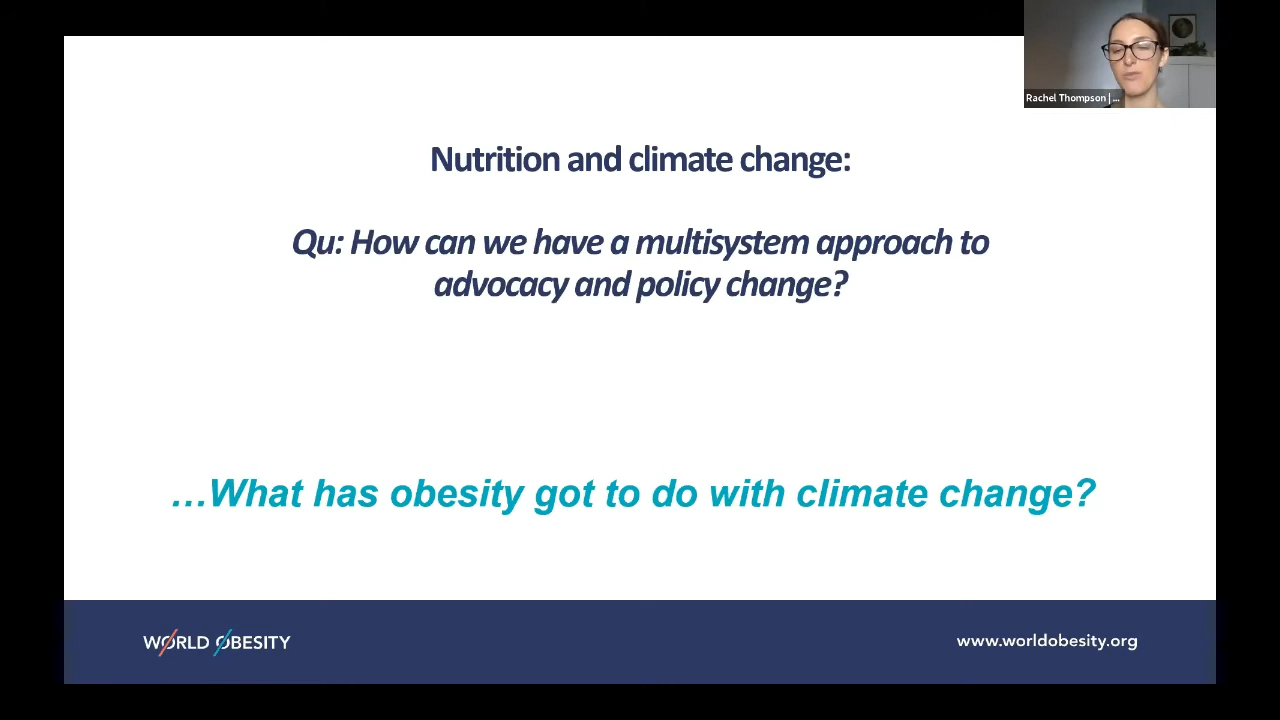 Rachel Thompson | ...
Nutrition and climate change:
Qu: How can we have a multisystem approach to
advocacy and policy change?
...What has obesity got to do with climate change?
WORLD OBESITY
www.worldobesity.org